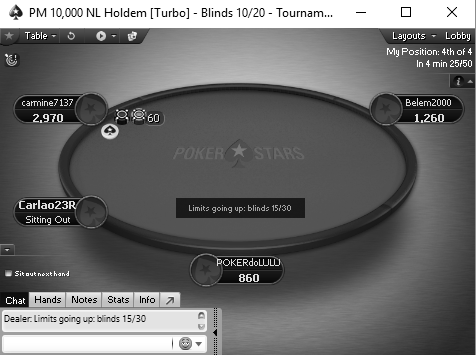 PM 10,000 NL Holdem [Turbo] - Blinds 10/20 - Tournam
Table
Layouts
Lobby
My Position: 4th of 4
In 4 min 25/50
carmine7137
2,970
60
Belem2000
1,260
POKER STARS
Carlao23R
Sitting Out
Limits going up: blinds 15/30
POKERdoLULU
860
Sit out next hand
Chat Hands Notes Stats Info
Dealer: Limits going up: blinds 15/30